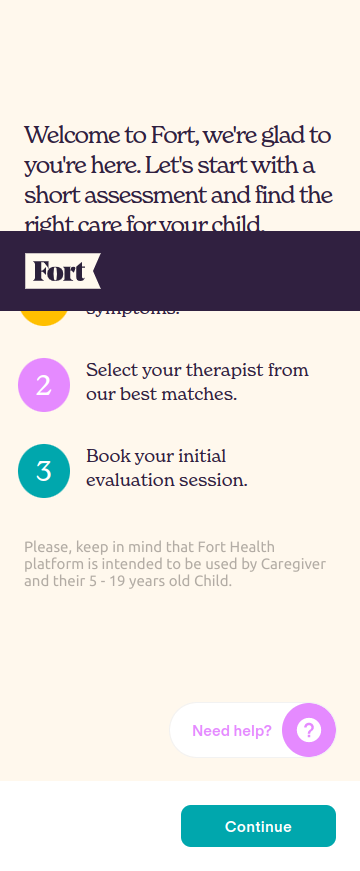 Welcome to Fort, we're glad to
you're here. Let's start with a
short assessment and find the
right care for your child.
Fort
symptoms.
2
Select your therapist from
our best matches.
3
Book your initial
evaluation session.
Please, keep in mind that Fort Health
platform is intended to be used by Caregiver
and their 5 - 19 years old Child.
Need help?
?
Continue